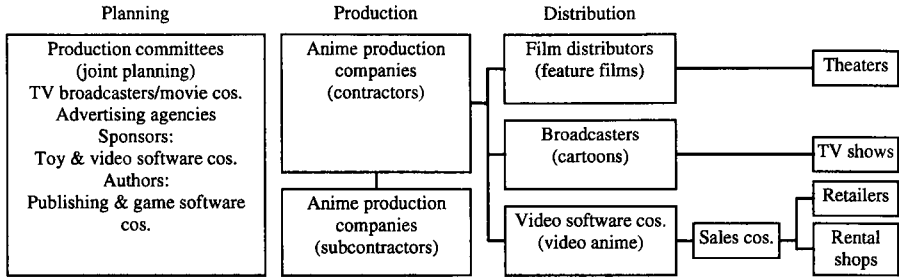 Planning
Production
Distribution
Production committees
(joint planning)
TV broadcasters/movie cos.
Advertising agencies
Sponsors:
Toy & video software cos.
Authors:
Publishing & game software
cos.
Anime production
companies
(contractors)
Anime production
companies
(subcontractors)
Film distributors
(feature films)
Theaters
Broadcasters
(cartoons)
TV shows
Video software cos.
(video anime)
Sales cos.
Retailers
Rental
shops